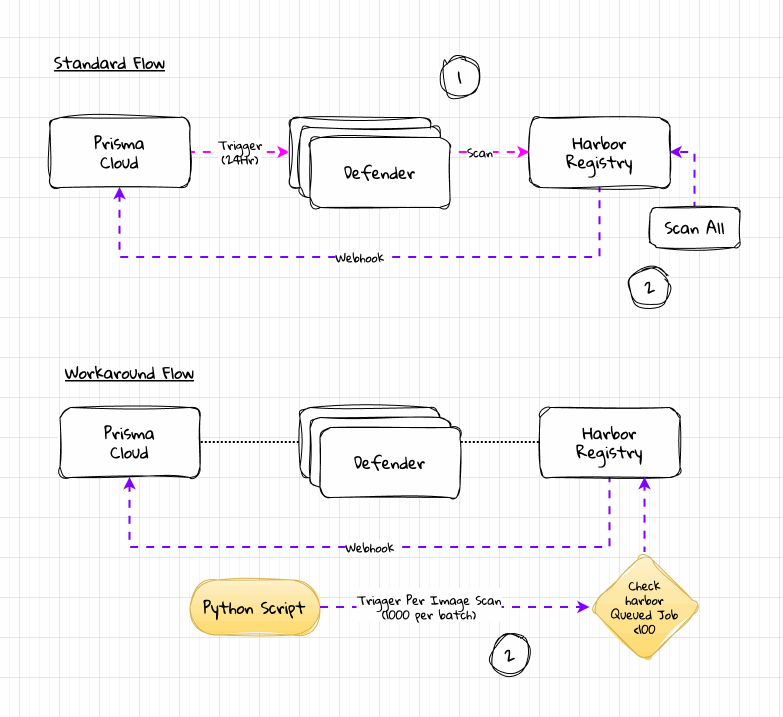 Standard Flow
1
Prisma
Cloud
Trigger
(24Hr)
Defender
Scan
Harbor
Registry
Scan All
Webhook
2
Workaround Flow
Prisma
Cloud
Defender
Harbor
Registry
Webhook
Python Script
Trigger Per Image Scan
(1000 per batch)
Check
harbor
Queued Job
<100
2